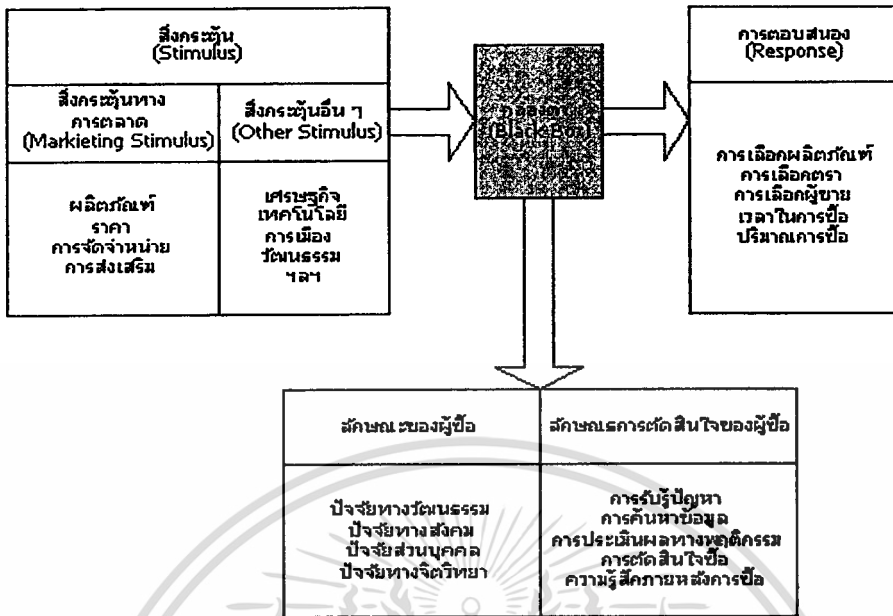 สิ่งกระตุ้น
(Stimulus)
สิ่งกระตุ้นทาง
การตลาด
(Markieting Stimulus)
สิ่งกระตุ้นอื่น ๆ
(Other Stimulus)
ผลิตภัณฑ์
ราคา
การจัดจำหน่าย
การส่งเสริม
เศรษฐกิจ
เทคโนโลยี
การเมือง
วัฒนธรรม
ฯลฯ
กล่องดำ
(Black Box)
การตอบสนอง
(Response)
การเลือกผลิตภัณฑ์
การเลือกตรา
การเลือกผู้ขาย
เวลาในการซื้อ
ปริมาณการซื้อ
ลักษณะของผู้ซื้อ
ลักษณะการตัดสินใจของผู้ซื้อ
ปัจจัยทางวัฒนธรรม
ปัจจัยทางสังคม
ปัจจัยส่วนบุคคล
ปัจจัยทางจิตวิทยา
การรับรู้ปัญหา
การค้นหาข้อมูล
การประเมินผลทางพฤติกรรม
การตัดสินใจซื้อ
ความรู้สึกภายหลังการซื้อ